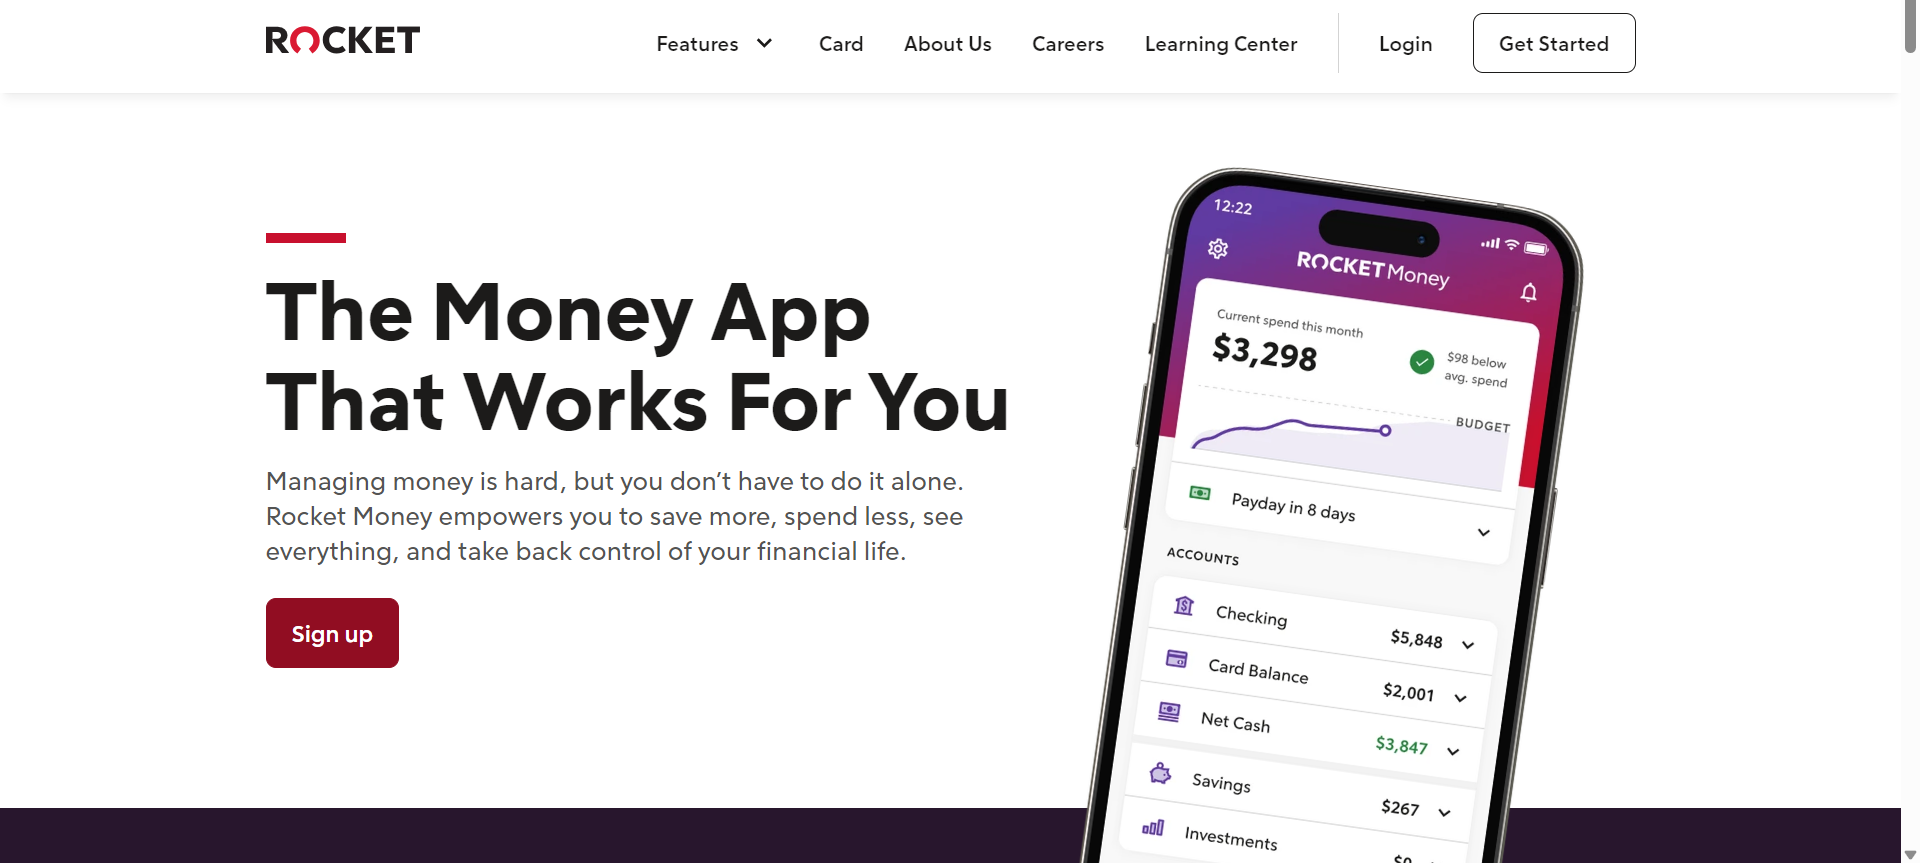 ROCKET
Features
Card
About Us
Careers
Learning Center
Login
Get Started
The Money App
That Works For You
Managing money is hard, but you don’t have to do it alone.
Rocket Money empowers you to save more, spend less, see
everything, and take back control of your financial life.
Sign up
12:22
ROCKET Money
Current spend this month
$3,298
$98 below
avg. spend
BUDGET
Payday in 8 days
ACCOUNTS
Checking $5,848
Card Balance $2,001
Net Cash $3,847
Savings $267
Investments